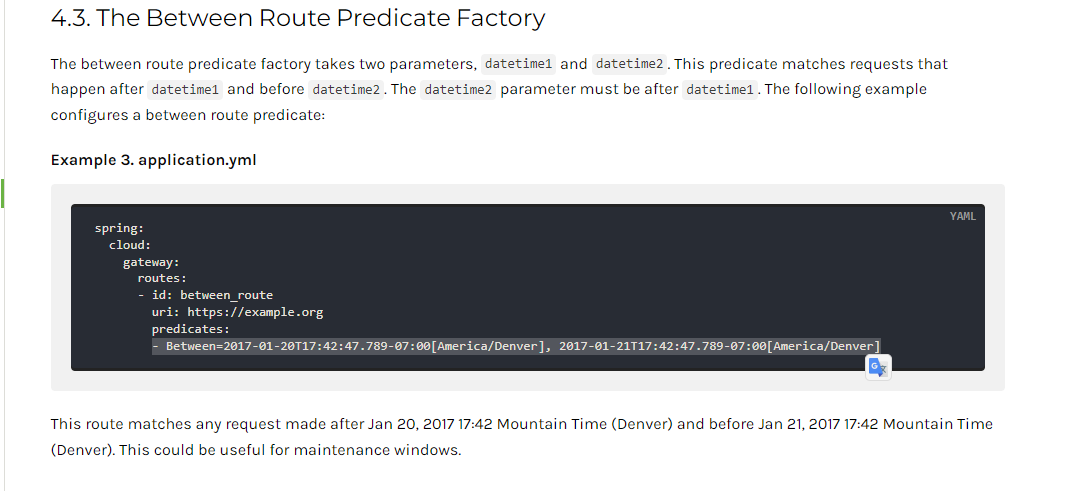 4.3. The Between Route Predicate Factory
The between route predicate factory takes two parameters, datetime1 and datetime2. This predicate matches requests that
happen after datetime1 and before datetime2. The datetime2 parameter must be after datetime1. The following example
configures a between route predicate:
Example 3. application.yml
YAML
spring:
  cloud:
    gateway:
      routes:
      - id: between_route
        uri: https://example.org
        predicates:
        - Between=2017-01-20T17:42:47.789-07:00[America/Denver], 2017-01-21T17:42:47.789-07:00[America/Denver]
This route matches any request made after Jan 20, 2017 17:42 Mountain Time (Denver) and before Jan 21, 2017 17:42 Mountain Time
(Denver). This could be useful for maintenance windows.